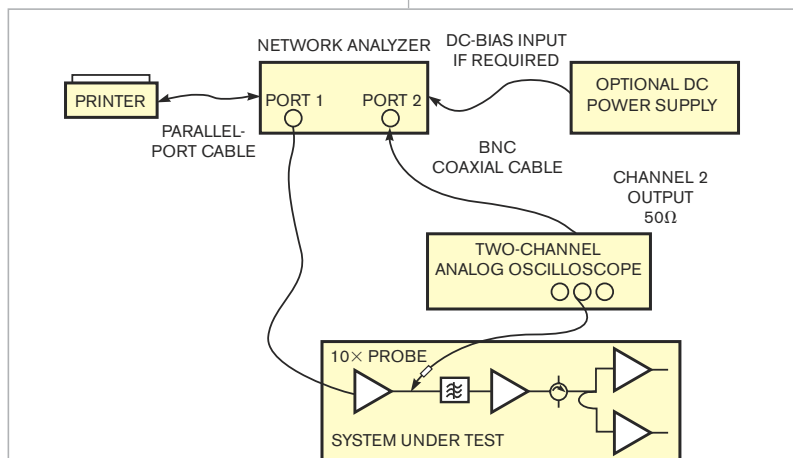 NETWORK ANALYZER
DC-BIAS INPUT
IF REQUIRED
PRINTER
PORT 1
PORT 2
OPTIONAL DC
POWER SUPPLY
PARALLEL-
PORT CABLE
BNC
COAXIAL CABLE
CHANNEL 2
OUTPUT
50Ω
TWO-CHANNEL
ANALOG OSCILLOSCOPE
10× PROBE
SYSTEM UNDER TEST